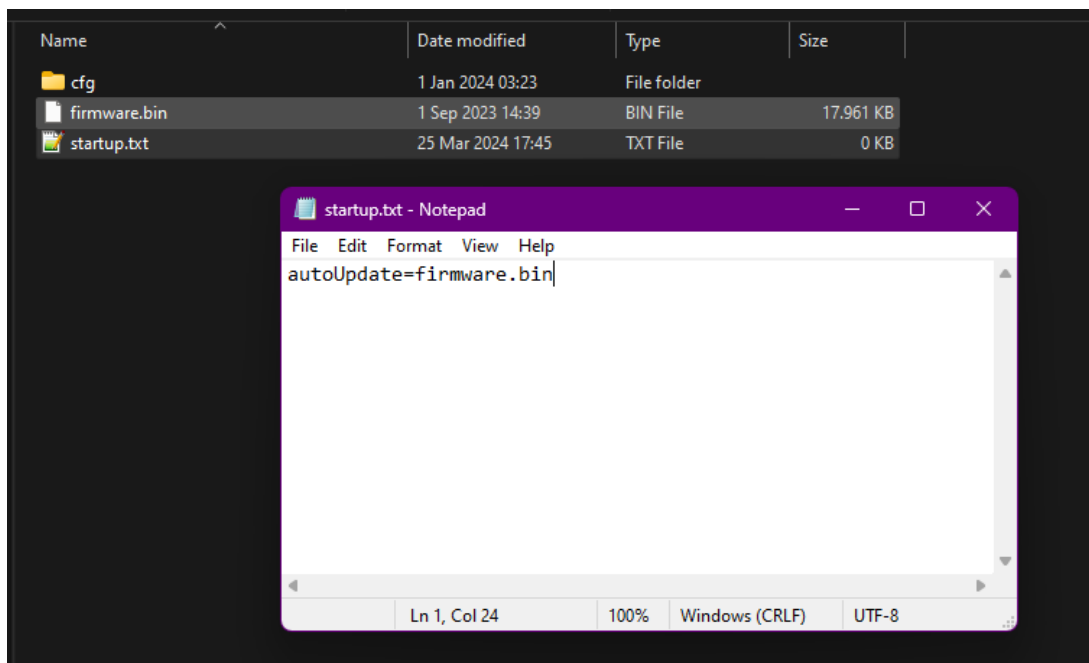 Name Date modified Type Size
cfg 1 Jan 2024 03:23 File folder
firmware.bin 1 Sep 2023 14:39 BIN File 17.961 KB
startup.txt 25 Mar 2024 17:45 TXT File 0 KB
startup.txt - Notepad
File Edit Format View Help
autoUpdate=firmware.bin
Ln 1, Col 24 100% Windows (CRLF) UTF-8